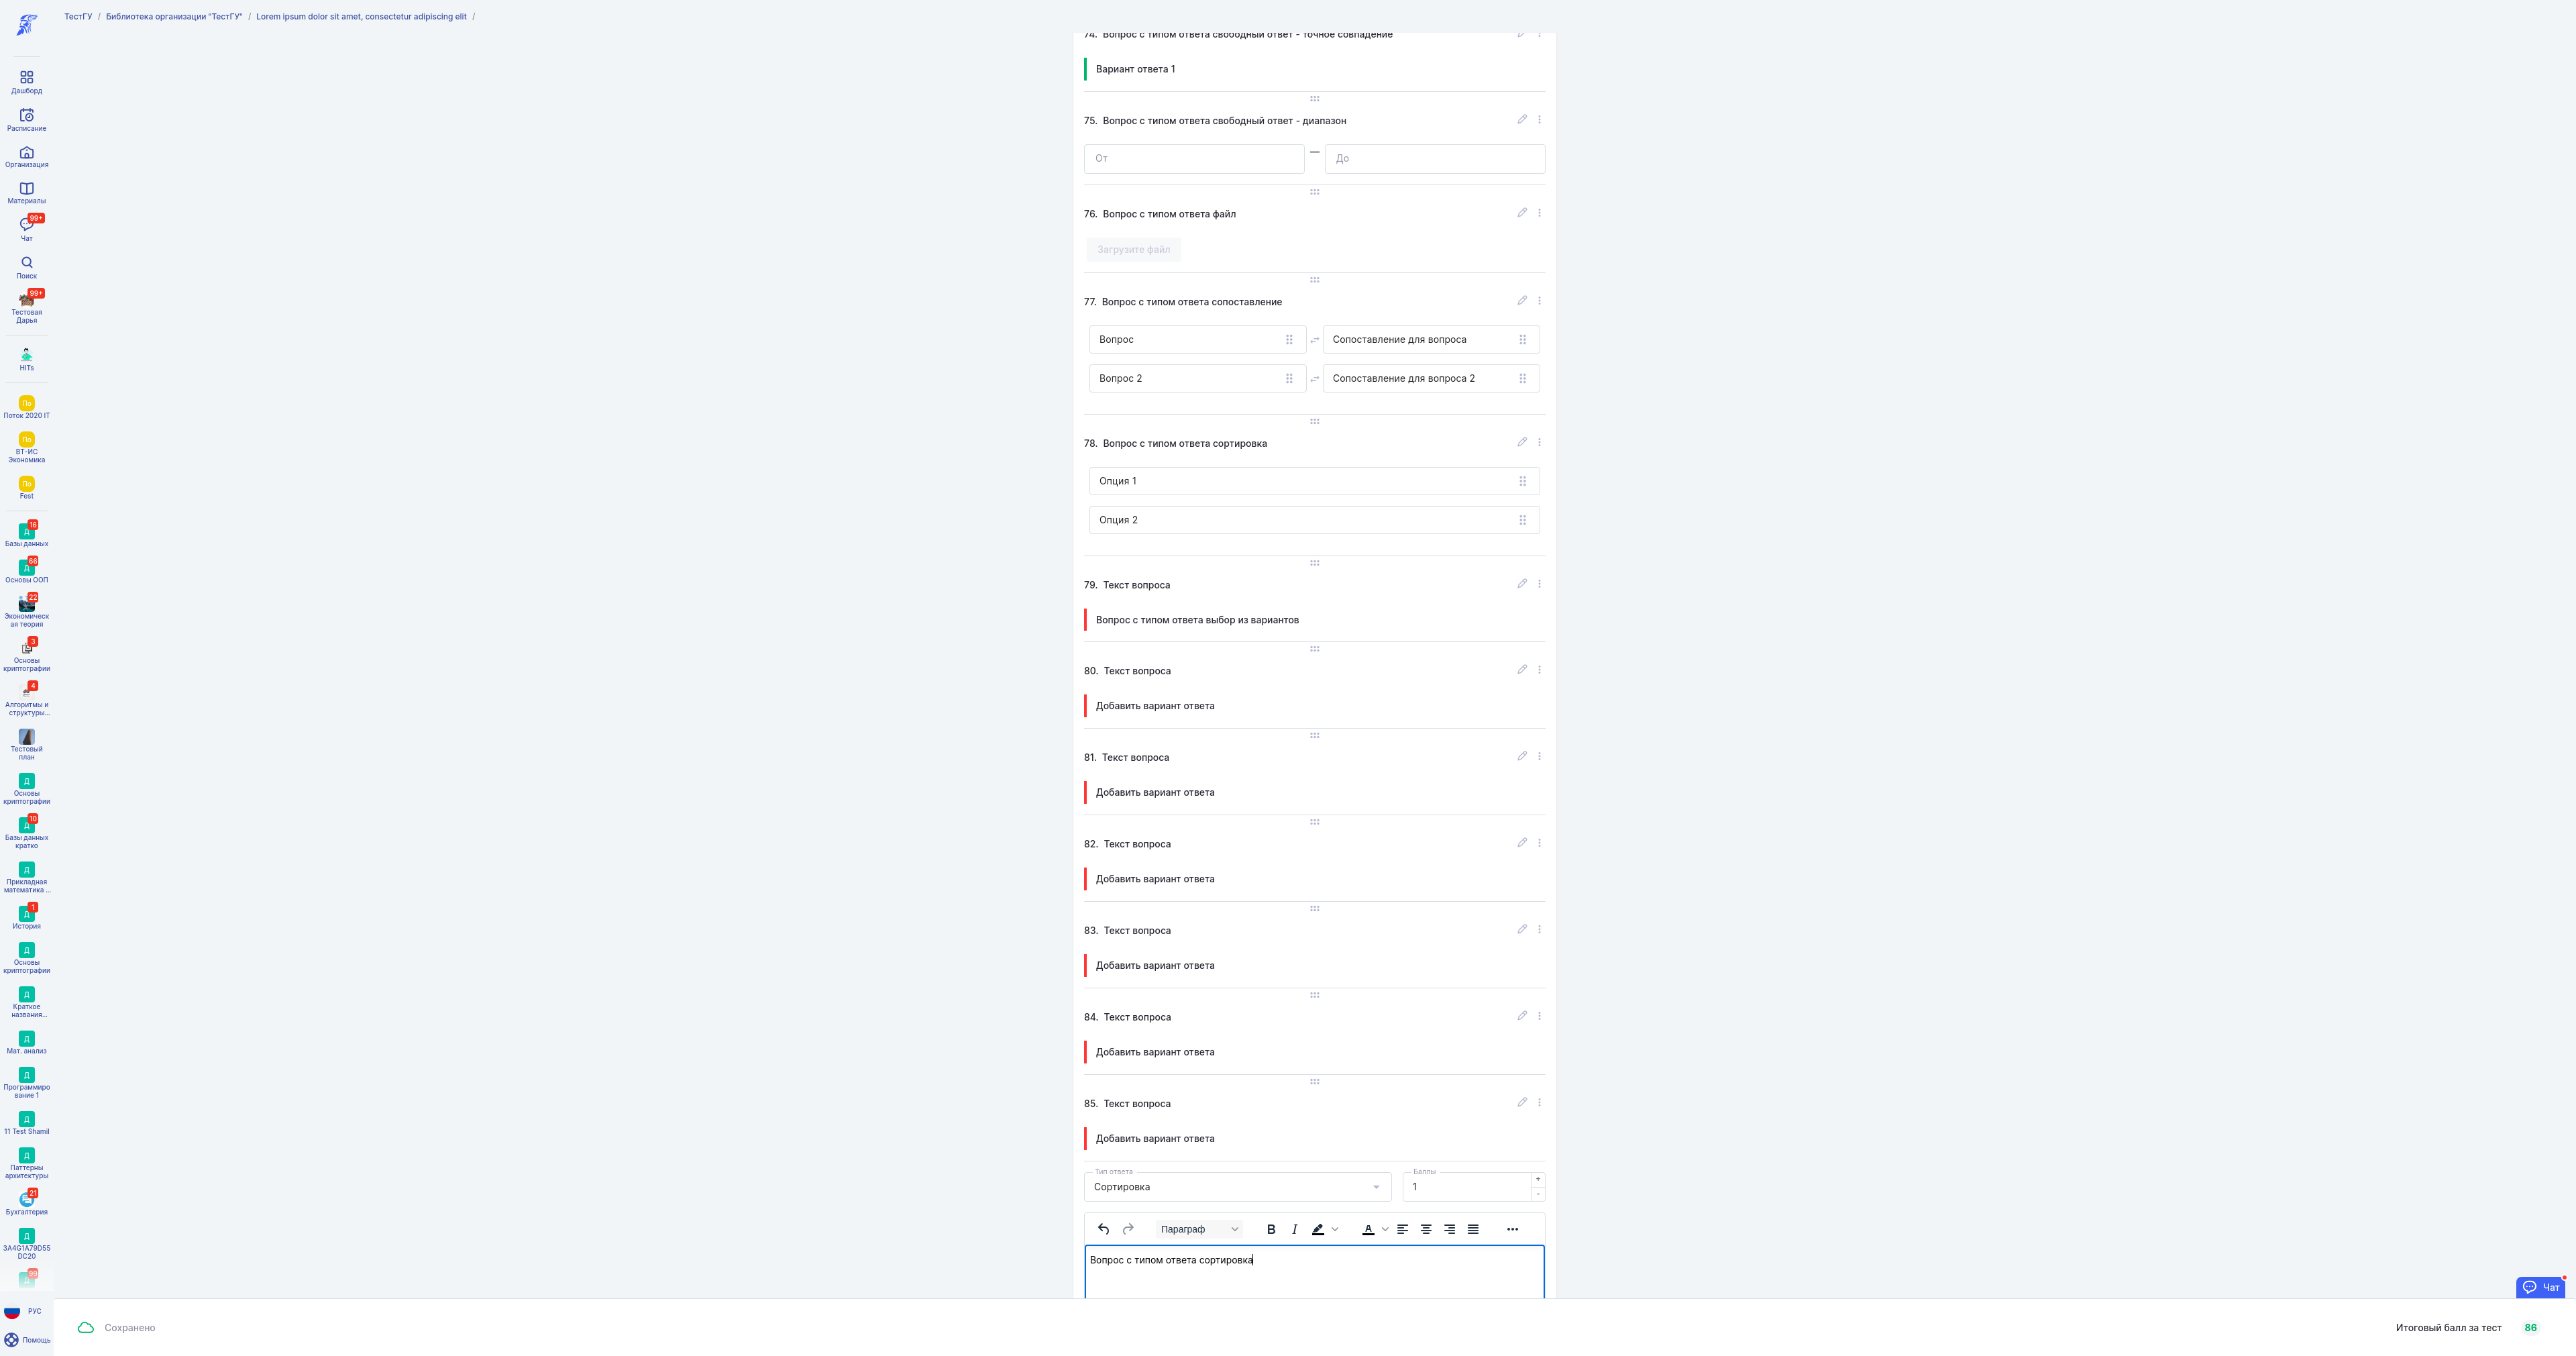 ТестГУ / Библиотека организации "ТестГУ" / Lorem ipsum dolor sit amet, consectetur adipiscing elit /
Дашборд
Расписание
Организация
Материалы
99+
Чат
Поиск
99+
Тестовая
Дарья
HITs
По
Поток 2020 IT
По
ВТ-ИС
Экономика
По
Fest
16
Д
Базы данных
66
Д
Основы ООП
22
Экономическ
ая теория
3
Основы
криптографии
4
Алгоритмы и
структуры...
Тестовый
план
Д
Основы
криптографии
10
Д
Базы данных
кратко
Д
Прикладная
математика ...
1
Д
История
Д
Основы
криптографии
Д
Краткое
названия...
Д
Мат. анализ
Д
Программиро
вание 1
Д
11 Test Shamil
Д
Паттерны
архитектуры
21
Бухгалтерия
Д
3A4G1A79D55
DC20
99
Д
РУС
Помощь
74. Вопрос с типом ответа свободный ответ - точное совпадение
Вариант ответа 1
75. Вопрос с типом ответа свободный ответ - диапазон
От — До
76. Вопрос с типом ответа файл
Загрузите файл
77. Вопрос с типом ответа сопоставление
Вопрос Сопоставление для вопроса
Вопрос 2 Сопоставление для вопроса 2
78. Вопрос с типом ответа сортировка
Опция 1
Опция 2
79. Текст вопроса
Вопрос с типом ответа выбор из вариантов
80. Текст вопроса
Добавить вариант ответа
81. Текст вопроса
Добавить вариант ответа
82. Текст вопроса
Добавить вариант ответа
83. Текст вопроса
Добавить вариант ответа
84. Текст вопроса
Добавить вариант ответа
85. Текст вопроса
Добавить вариант ответа
Тип ответа Баллы
Сортировка 1 + -
Параграф B I A
Вопрос с типом ответа сортировка
Чат
Сохранено
Итоговый балл за тест 86